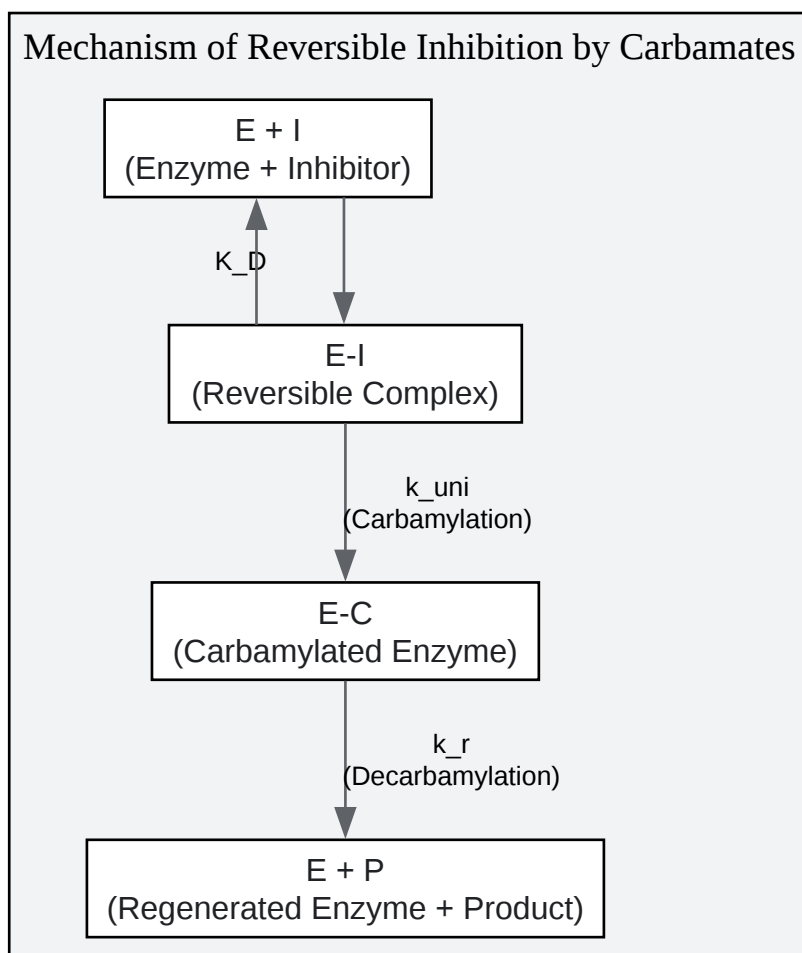 Mechanism of Reversible Inhibition by Carbamates
E + I
(Enzyme + Inhibitor)
K_D
E-I
(Reversible Complex)
k_uni
(Carbamylation)
E-C
(Carbamylated Enzyme)
k_r
(Decarbamylation)
E + P
(Regenerated Enzyme + Product)